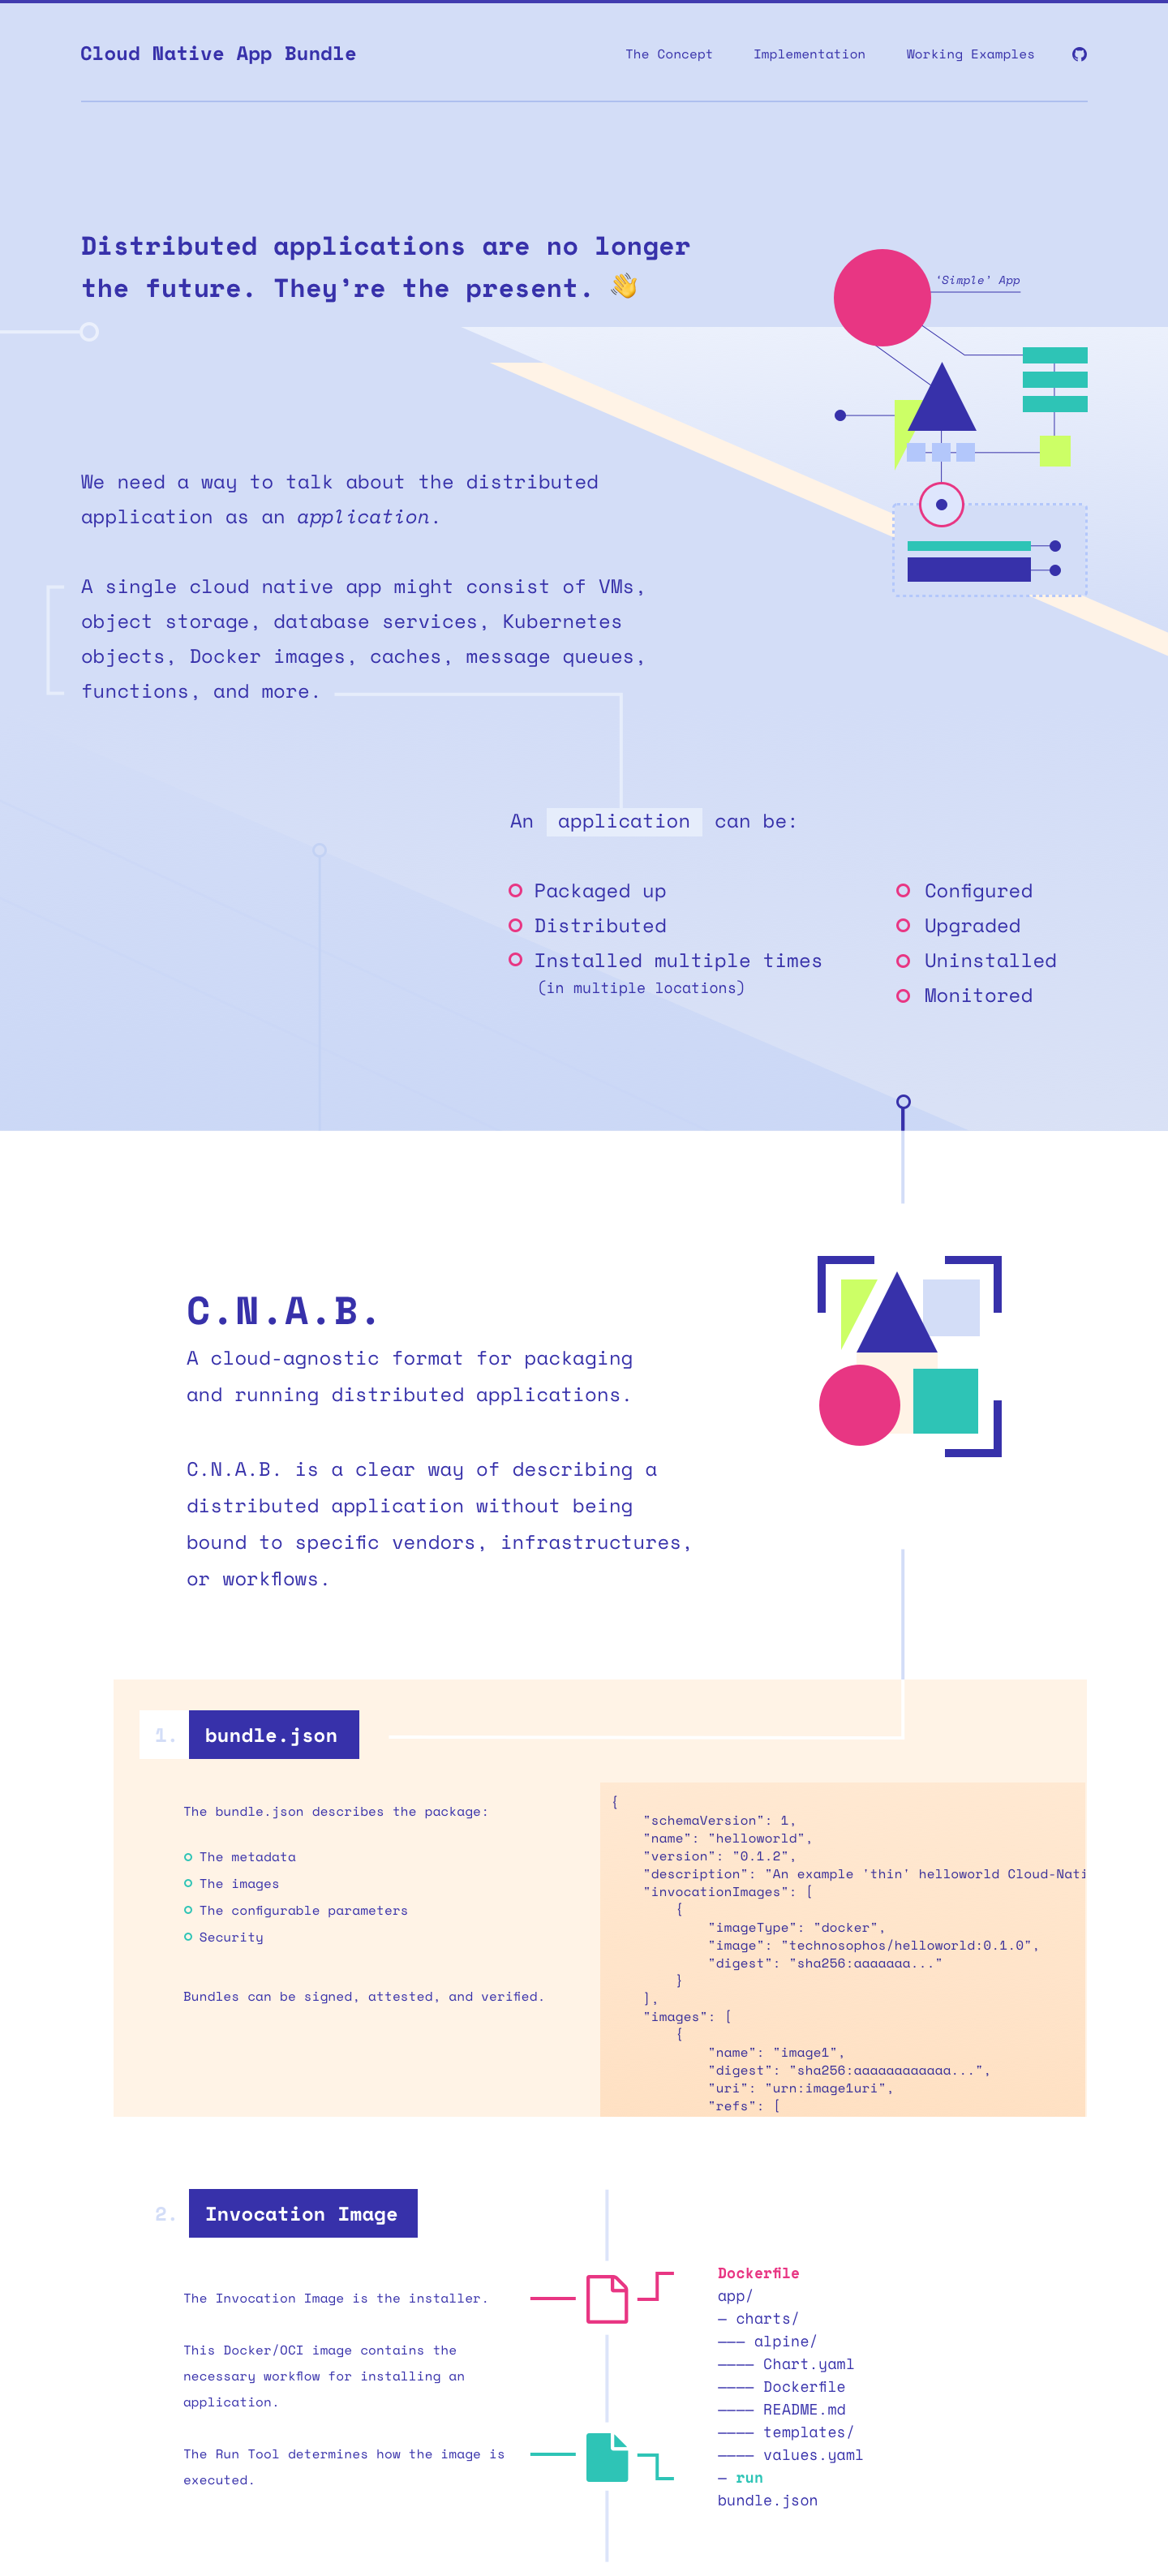 Cloud Native App Bundle
The Concept
Implementation
Working Examples
Distributed applications are no longer
the future. They’re the present. 👋
‘Simple’ App
We need a way to talk about the distributed
application as an application.
A single cloud native app might consist of VMs,
object storage, database services, Kubernetes
objects, Docker images, caches, message queues,
functions, and more.
An application can be:
Packaged up
Distributed
Installed multiple times
(in multiple locations)
Configured
Upgraded
Uninstalled
Monitored
C.N.A.B.
A cloud-agnostic format for packaging
and running distributed applications.
C.N.A.B. is a clear way of describing a
distributed application without being
bound to specific vendors, infrastructures,
or workflows.
1. bundle.json
The bundle.json describes the package:
The metadata
The images
The configurable parameters
Security
Bundles can be signed, attested, and verified.
{
"schemaVersion": 1,
"name": "helloworld",
"version": "0.1.2",
"description": "An example 'thin' helloworld Cloud-Nati
"invocationImages": [
{
"imageType": "docker",
"image": "technosophos/helloworld:0.1.0",
"digest": "sha256:aaaaaaa..."
}
],
"images": [
{
"name": "image1",
"digest": "sha256:aaaaaaaaaaaa...",
"uri": "urn:image1uri",
"refs": [
2. Invocation Image
The Invocation Image is the installer.
This Docker/OCI image contains the
necessary workflow for installing an
application.
The Run Tool determines how the image is
executed.
Dockerfile
app/
— charts/
——— alpine/
———— Chart.yaml
———— Dockerfile
———— README.md
———— templates/
———— values.yaml
— run
bundle.json